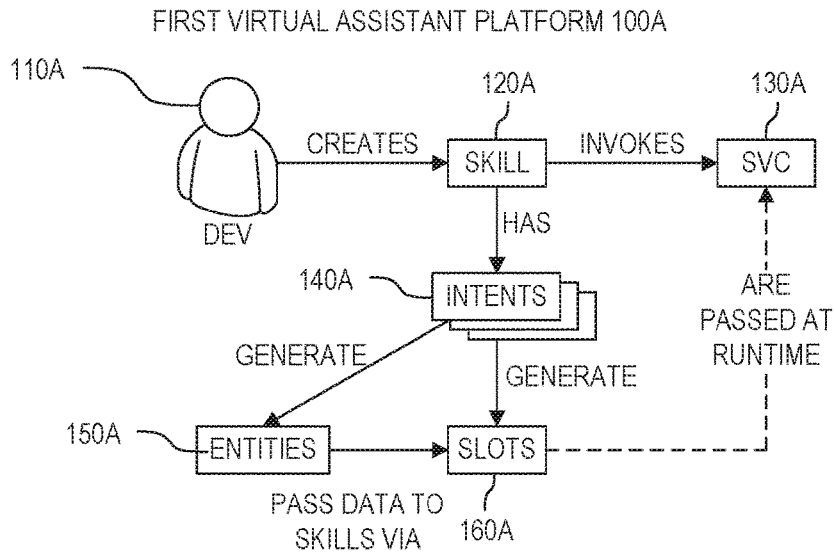 FIRST VIRTUAL ASSISTANT PLATFORM 100A
110A
120A
130A
CREATES
SKILL
INVOKES
SVC
DEV
HAS
140A
INTENTS
ARE
PASSED AT
RUNTIME
GENERATE
GENERATE
150A
ENTITIES
SLOTS
PASS DATA TO
SKILLS VIA
160A